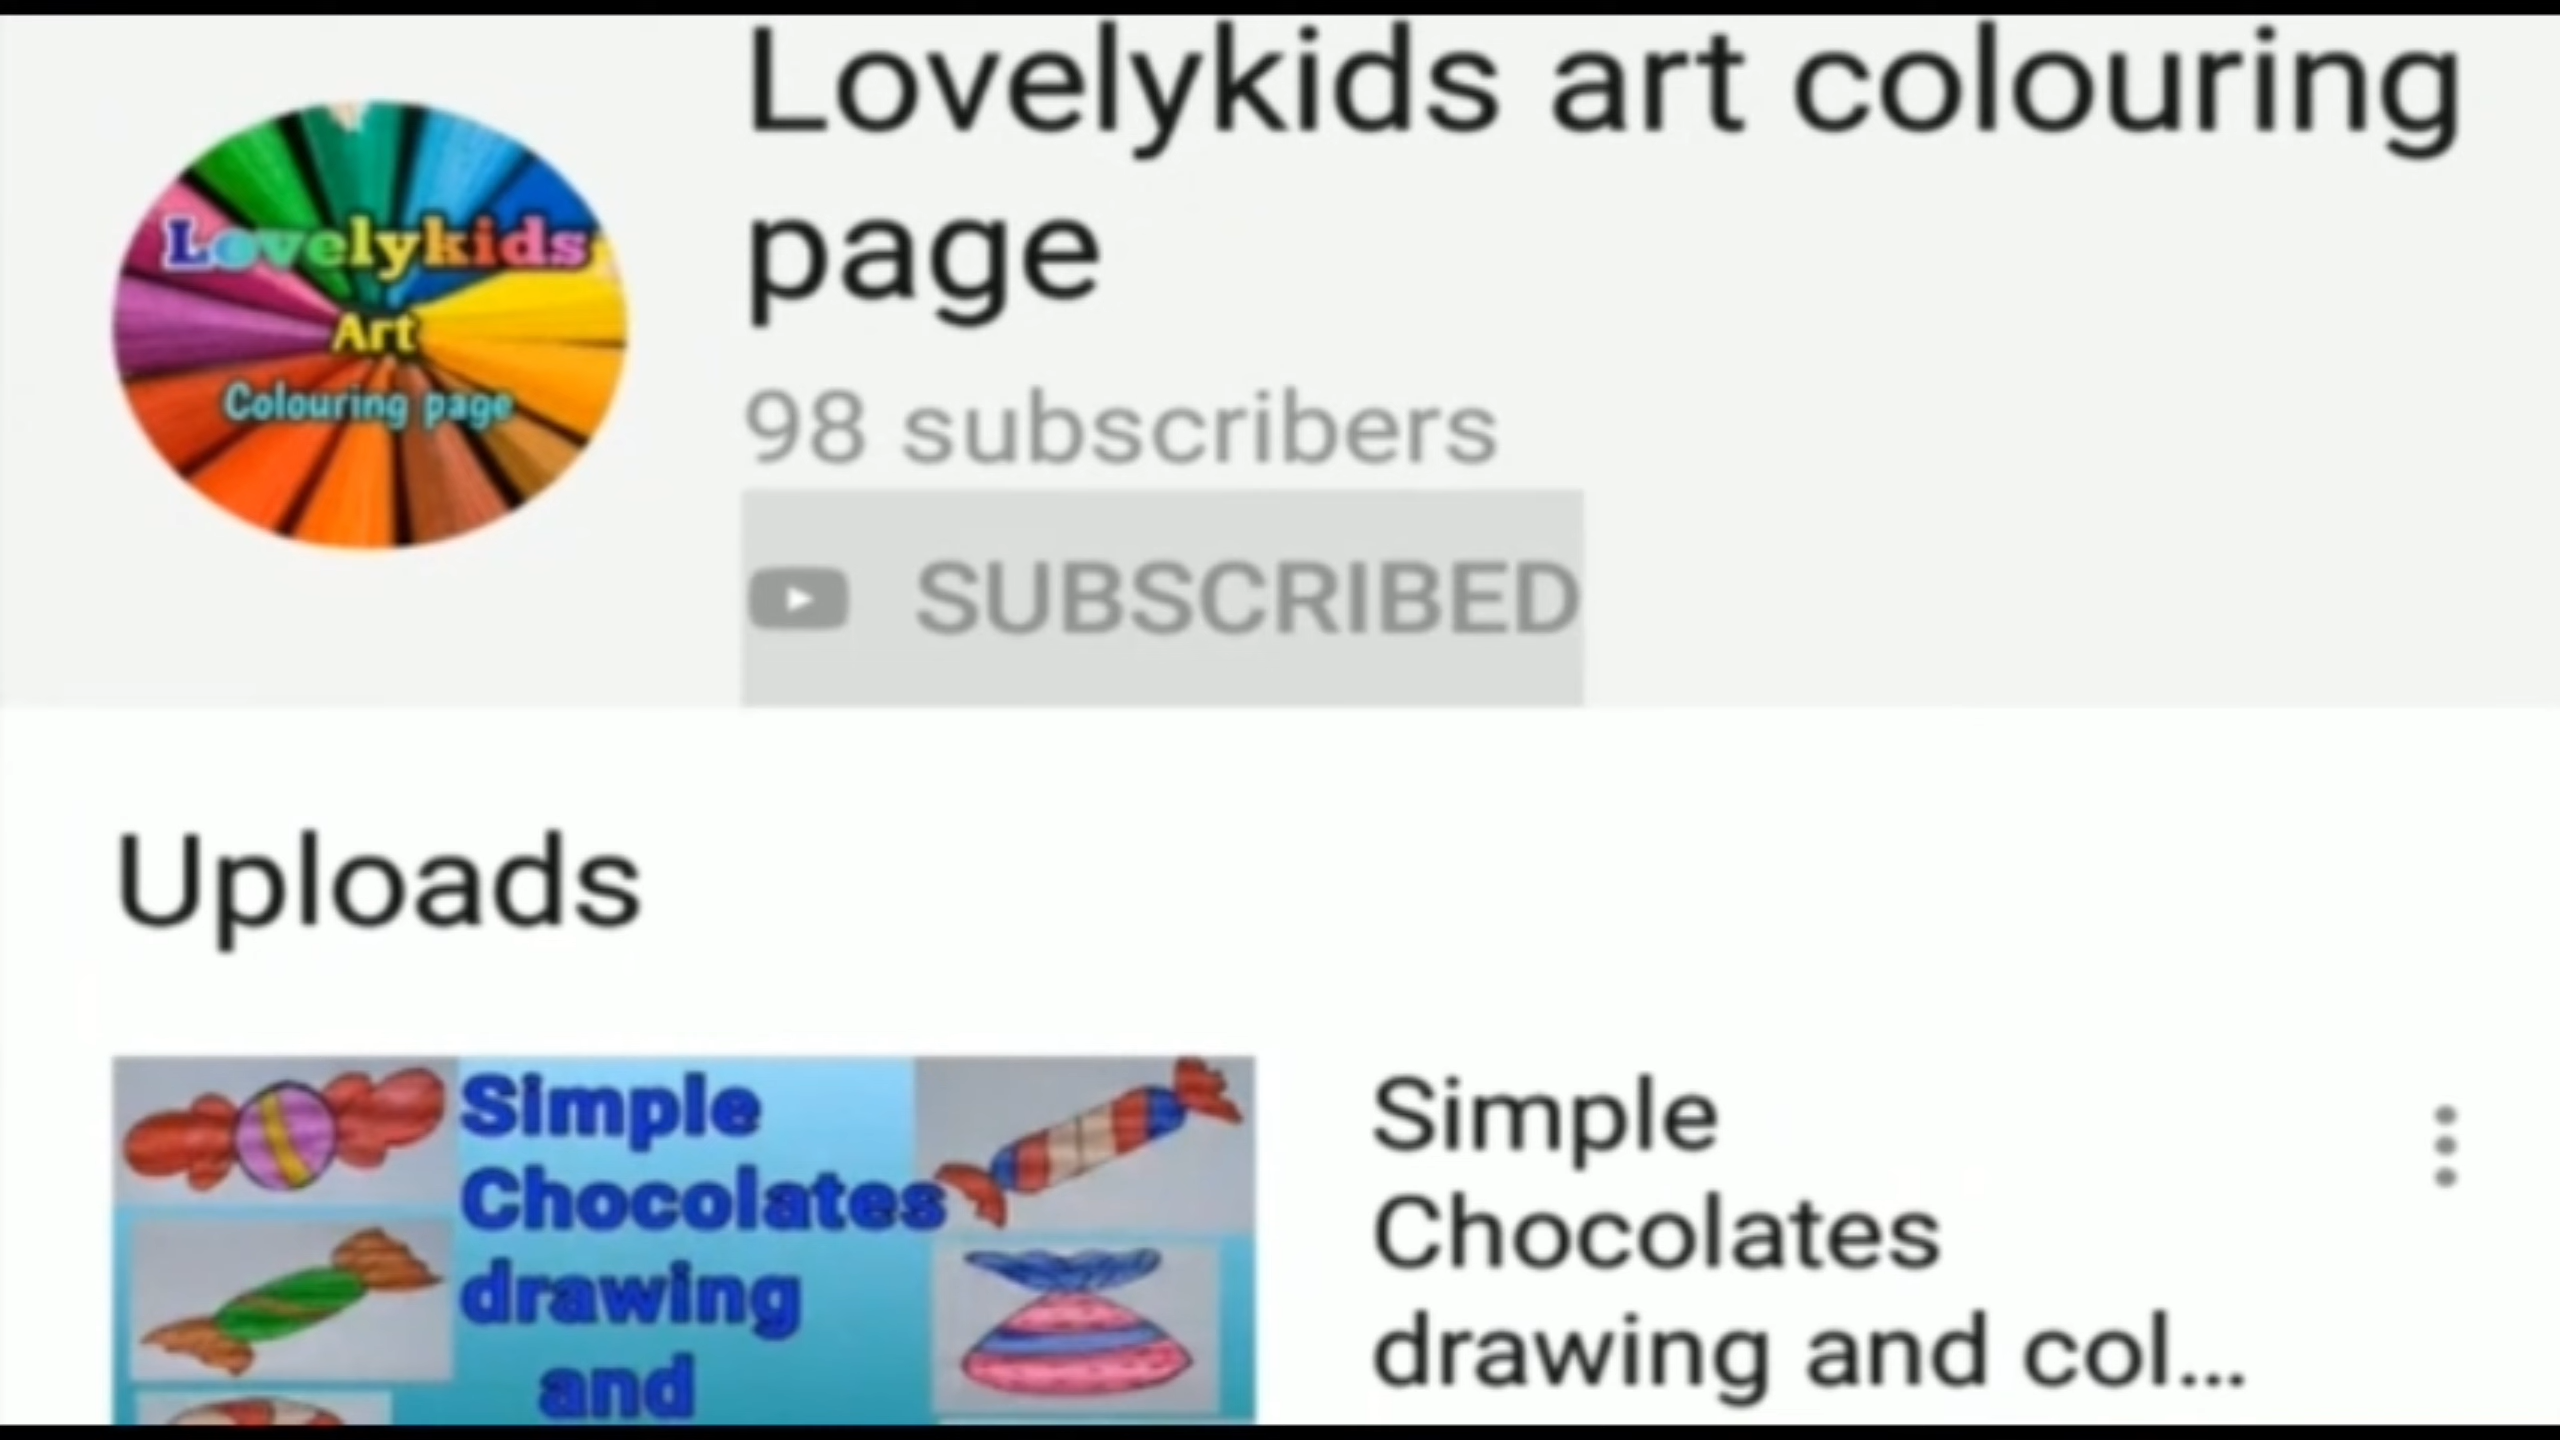 Lovelykids art colouring
page
Lovelykids
Art
Colouring page
98 subscribers
SUBSCRIBED
Uploads
Simple
Chocolates
drawing
and
Simple
Chocolates
drawing and col...